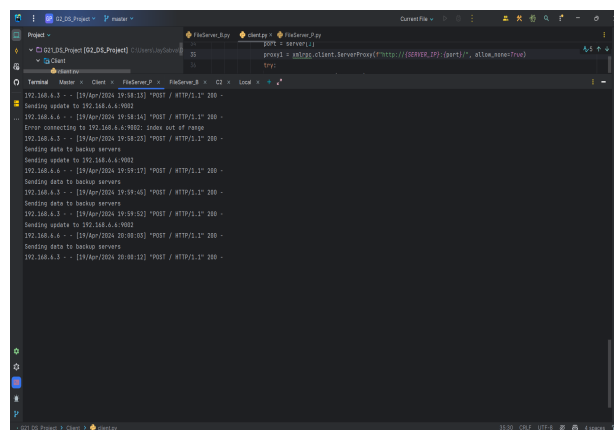 GP G2_DS_Project master Current File
Project FileServer_B.py client.py × FileServer_P.py
G21_DS_Project [G2_DS_Project]
34 port = server[1]
Client 35 proxy1 = xmlrpc.client.ServerProxy(f"http://{SERVER_IP}:{port}/", allow_none=True)
client.py 36 try:
Terminal Master × Client × FileServer_P × FileServer_B × C2 × Local ×
192.168.6.3 - - [19/Apr/2024 19:58:13] "POST / HTTP/1.1" 200 -
Sending update to 192.168.6.6:9002
192.168.6.6 - - [19/Apr/2024 19:58:14] "POST / HTTP/1.1" 200 -
Error connecting to 192.168.6.6:9002: index out of range
192.168.6.3 - - [19/Apr/2024 19:58:23] "POST / HTTP/1.1" 200 -
Sending data to backup servers
Sending update to 192.168.6.6:9002
192.168.6.6 - - [19/Apr/2024 19:59:17] "POST / HTTP/1.1" 200 -
Sending data to backup servers
192.168.6.3 - - [19/Apr/2024 19:59:45] "POST / HTTP/1.1" 200 -
Sending data to backup servers
192.168.6.3 - - [19/Apr/2024 19:59:52] "POST / HTTP/1.1" 200 -
Sending update to 192.168.6.6:9002
192.168.6.6 - - [19/Apr/2024 20:00:03] "POST / HTTP/1.1" 200 -
Sending data to backup servers
192.168.6.3 - - [19/Apr/2024 20:00:12] "POST / HTTP/1.1" 200 -
G21_DS_Project > Client > client.py 35:30 CRLF UTF-8 4 spaces